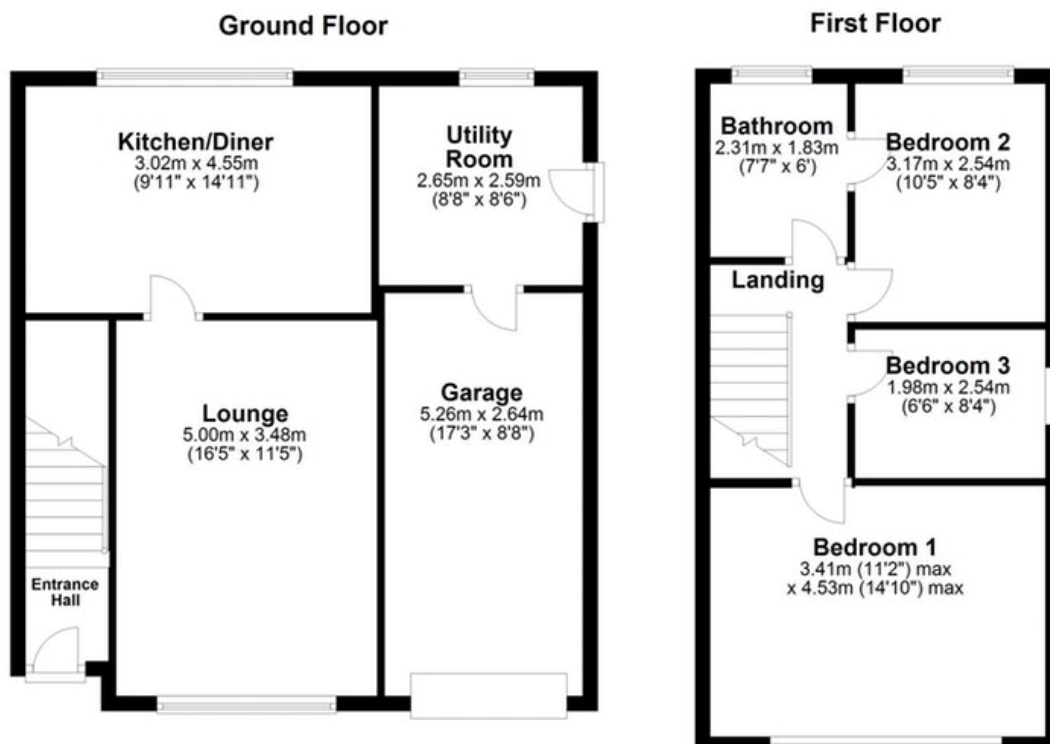 Ground Floor
Kitchen/Diner
3.02m x 4.55m
(9'11" x 14'11")
Utility
Room
2.65m x 2.59m
(8'8" x 8'6")
Lounge
5.00m x 3.48m
(16'5" x 11'5")
Garage
5.26m x 2.64m
(17'3" x 8'8")
Entrance
Hall
First Floor
Bathroom
2.31m x 1.83m
(7'7" x 6')
Bedroom 2
3.17m x 2.54m
(10'5" x 8'4")
Landing
Bedroom 3
1.98m x 2.54m
(6'6" x 8'4")
Bedroom 1
3.41m (11'2") max
x 4.53m (14'10") max